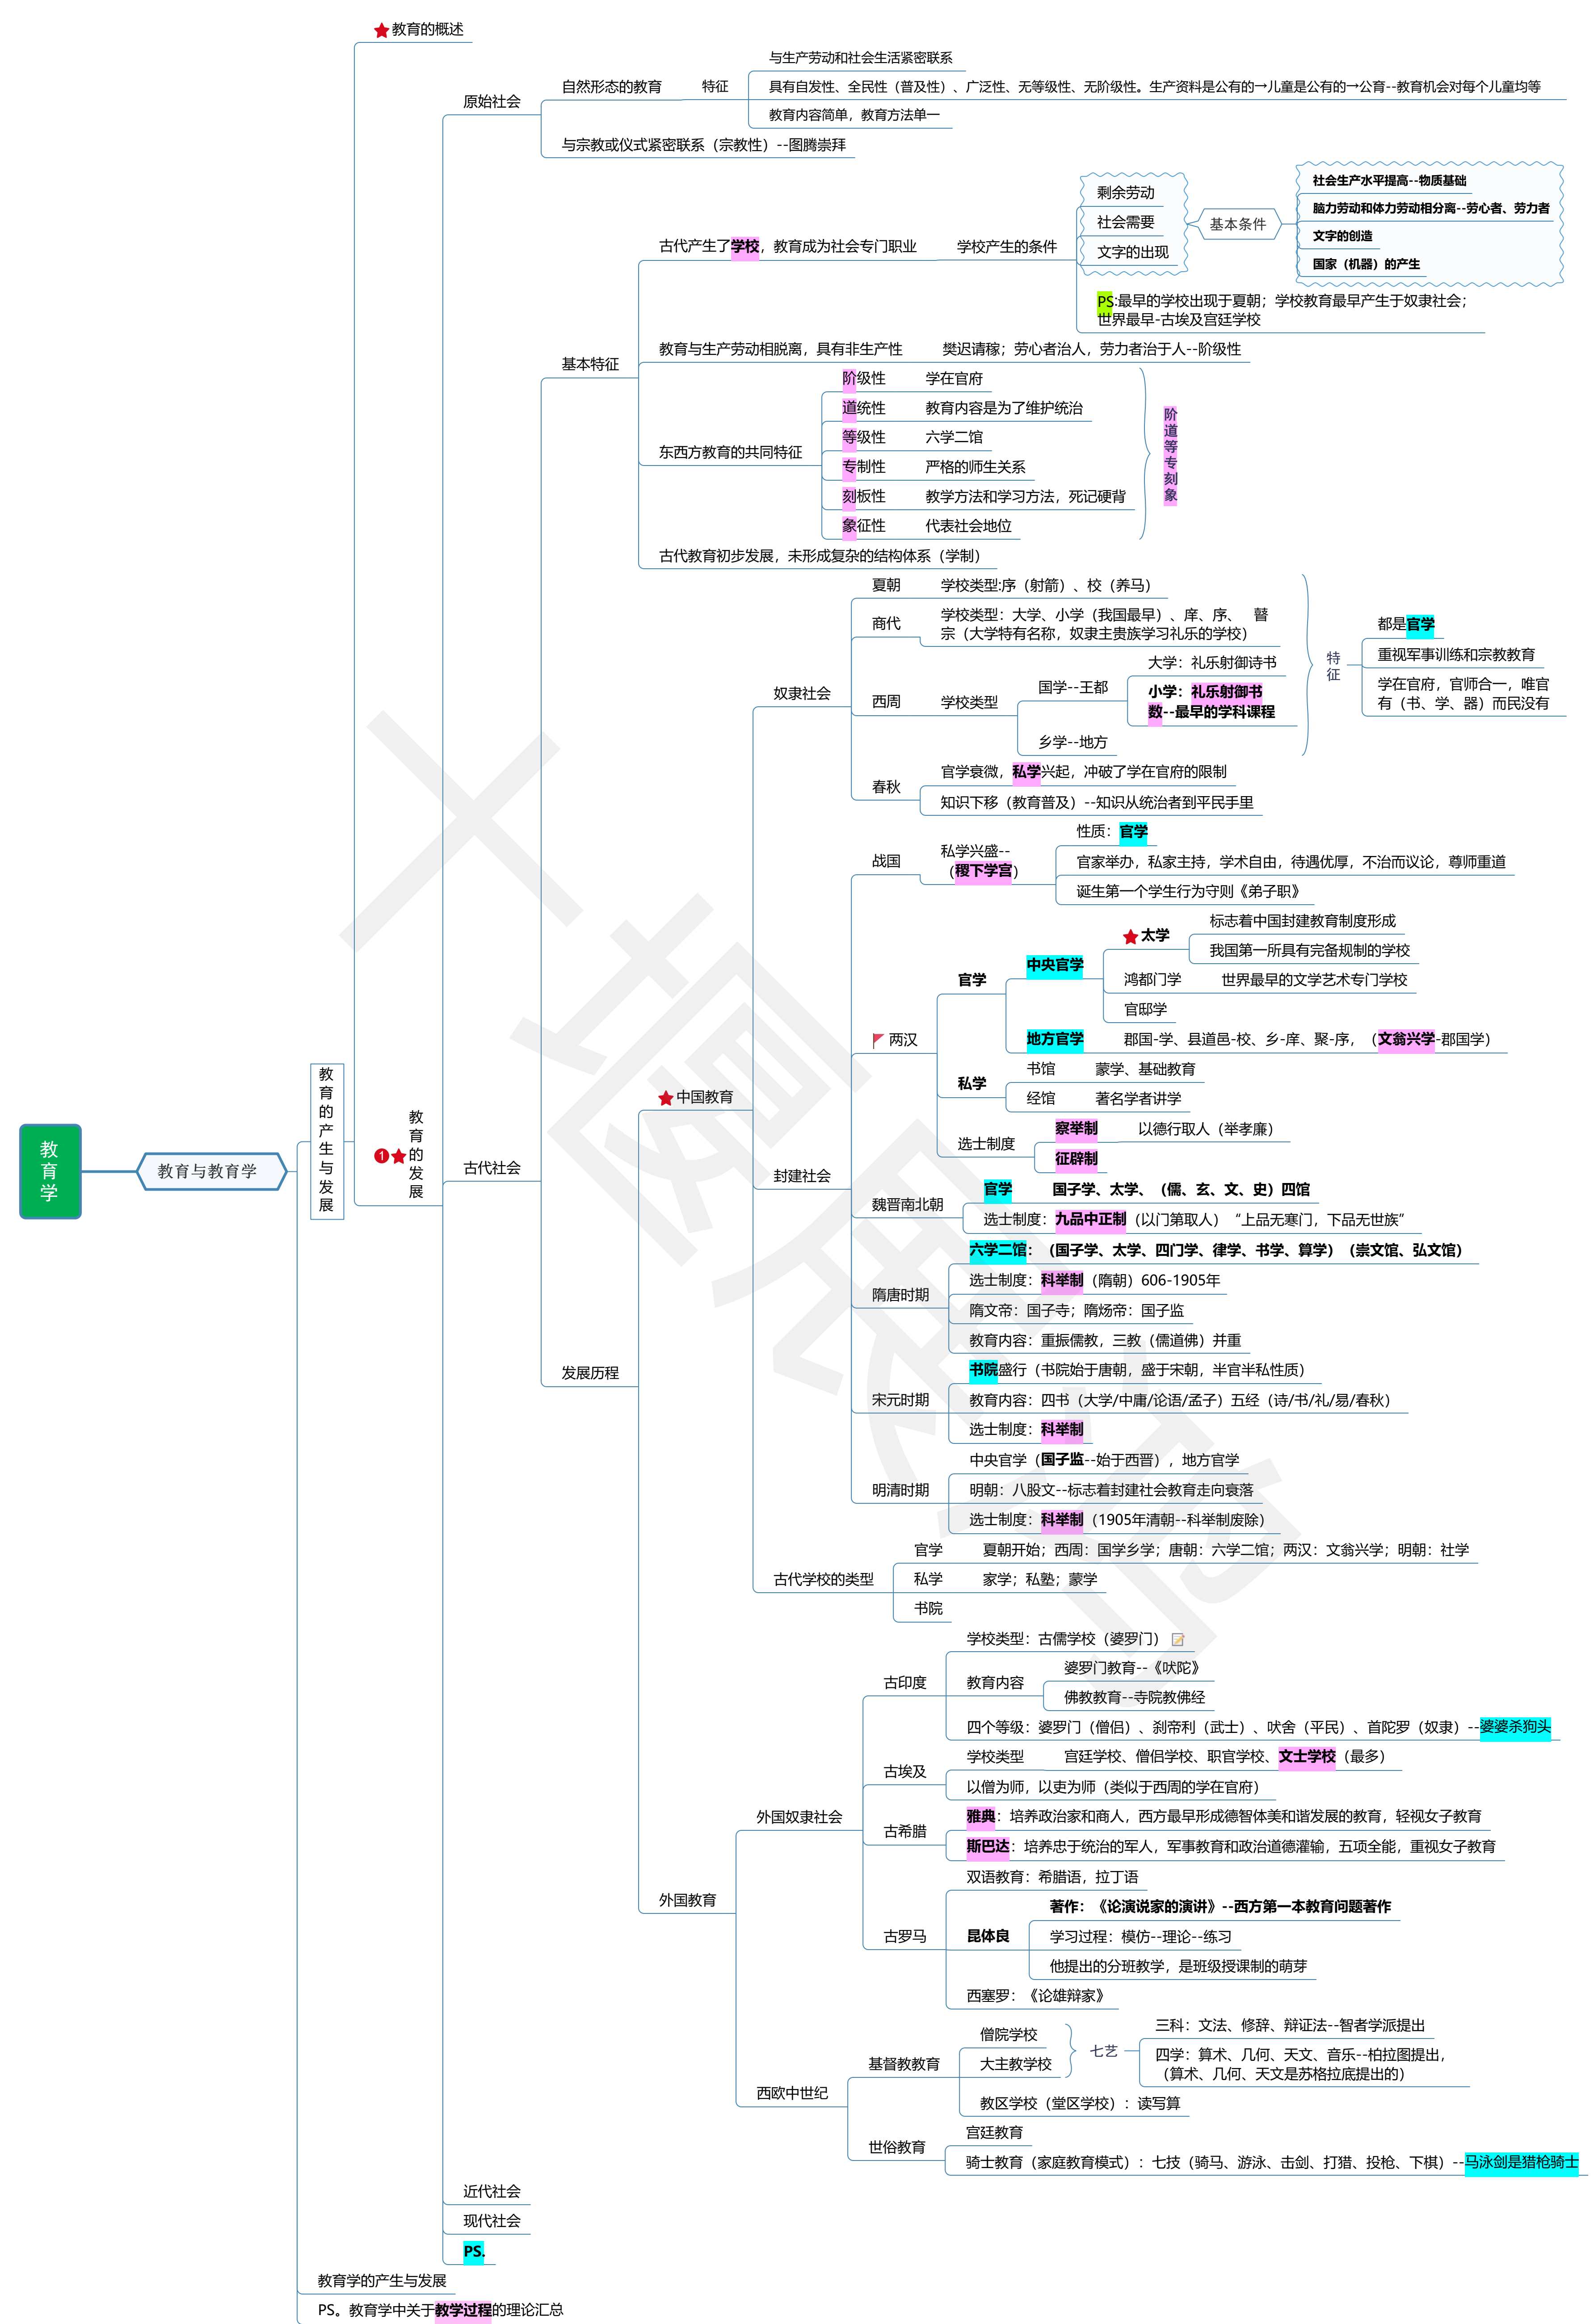 教育学
教育与教育学
教育的产生与发展
教育的概述
1
教育的发展
原始社会
自然形态的教育
特征
与生产劳动和社会生活紧密联系
具有自发性、全民性（普及性）、广泛性、无等级性、无阶级性。生产资料是公有的→儿童是公有的→公育--教育机会对每个儿童均等
教育内容简单，教育方法单一
与宗教或仪式紧密联系（宗教性）--图腾崇拜
古代社会
基本特征
古代产生了学校，教育成为社会专门职业
学校产生的条件
剩余劳动
社会需要
文字的出现
基本条件
社会生产水平提高--物质基础
脑力劳动和体力劳动相分离--劳心者、劳力者
文字的创造
国家（机器）的产生
PS:最早的学校出现于夏朝；学校教育最早产生于奴隶社会；
世界最早-古埃及宫廷学校
教育与生产劳动相脱离，具有非生产性
樊迟请稼；劳心者治人，劳力者治于人--阶级性
东西方教育的共同特征
阶级性
学在官府
道统性
教育内容是为了维护统治
等级性
六学二馆
专制性
严格的师生关系
刻板性
教学方法和学习方法，死记硬背
象征性
代表社会地位
阶道等专刻象
古代教育初步发展，未形成复杂的结构体系（学制）
发展历程
中国教育
奴隶社会
夏朝
学校类型:序（射箭）、校（养马）
商代
学校类型：大学、小学（我国最早）、庠、序、 瞽
宗（大学特有名称，奴隶主贵族学习礼乐的学校）
西周
学校类型
国学--王都
大学：礼乐射御诗书
小学：礼乐射御书
数--最早的学科课程
乡学--地方
特征
都是官学
重视军事训练和宗教教育
学在官府，官师合一，唯官
有（书、学、器）而民没有
春秋
官学衰微，私学兴起，冲破了学在官府的限制
知识下移（教育普及）--知识从统治者到平民手里
封建社会
战国
私学兴盛--
（稷下学宫）
性质：官学
官家举办，私家主持，学术自由，待遇优厚，不治而议论，尊师重道
诞生第一个学生行为守则《弟子职》
两汉
官学
中央官学
太学
标志着中国封建教育制度形成
我国第一所具有完备规制的学校
鸿都门学
世界最早的文学艺术专门学校
官邸学
地方官学
郡国-学、县道邑-校、乡-庠、聚-序，（文翁兴学-郡国学）
私学
书馆
蒙学、基础教育
经馆
著名学者讲学
选士制度
察举制
以德行取人（举孝廉）
征辟制
魏晋南北朝
官学
国子学、太学、（儒、玄、文、史）四馆
选士制度：九品中正制（以门第取人）“上品无寒门，下品无世族”
隋唐时期
六学二馆：（国子学、太学、四门学、律学、书学、算学）（崇文馆、弘文馆）
选士制度：科举制（隋朝）606-1905年
隋文帝：国子寺；隋炀帝：国子监
教育内容：重振儒教，三教（儒道佛）并重
宋元时期
书院盛行（书院始于唐朝，盛于宋朝，半官半私性质）
教育内容：四书（大学/中庸/论语/孟子）五经（诗/书/礼/易/春秋）
选士制度：科举制
明清时期
中央官学（国子监--始于西晋），地方官学
明朝：八股文--标志着封建社会教育走向衰落
选士制度：科举制（1905年清朝--科举制废除）
古代学校的类型
官学
夏朝开始；西周：国学乡学；唐朝：六学二馆；两汉：文翁兴学；明朝：社学
私学
家学；私塾；蒙学
书院
外国教育
外国奴隶社会
古印度
学校类型：古儒学校（婆罗门）
教育内容
婆罗门教育--《吠陀》
佛教教育--寺院教佛经
四个等级：婆罗门（僧侣）、刹帝利（武士）、吠舍（平民）、首陀罗（奴隶）--婆婆杀狗头
古埃及
学校类型
宫廷学校、僧侣学校、职官学校、文士学校（最多）
以僧为师，以吏为师（类似于西周的学在官府）
古希腊
雅典：培养政治家和商人，西方最早形成德智体美和谐发展的教育，轻视女子教育
斯巴达：培养忠于统治的军人，军事教育和政治道德灌输，五项全能，重视女子教育
古罗马
双语教育：希腊语，拉丁语
昆体良
著作：《论演说家的演讲》--西方第一本教育问题著作
学习过程：模仿--理论--练习
他提出的分班教学，是班级授课制的萌芽
西塞罗：《论雄辩家》
西欧中世纪
基督教教育
僧院学校
大主教学校
七艺
三科：文法、修辞、辩证法--智者学派提出
四学：算术、几何、天文、音乐--柏拉图提出，
（算术、几何、天文是苏格拉底提出的）
教区学校（堂区学校）：读写算
世俗教育
宫廷教育
骑士教育（家庭教育模式）：七技（骑马、游泳、击剑、打猎、投枪、下棋）--马泳剑是猎枪骑士
近代社会
现代社会
PS.
教育学的产生与发展
PS。教育学中关于教学过程的理论汇总